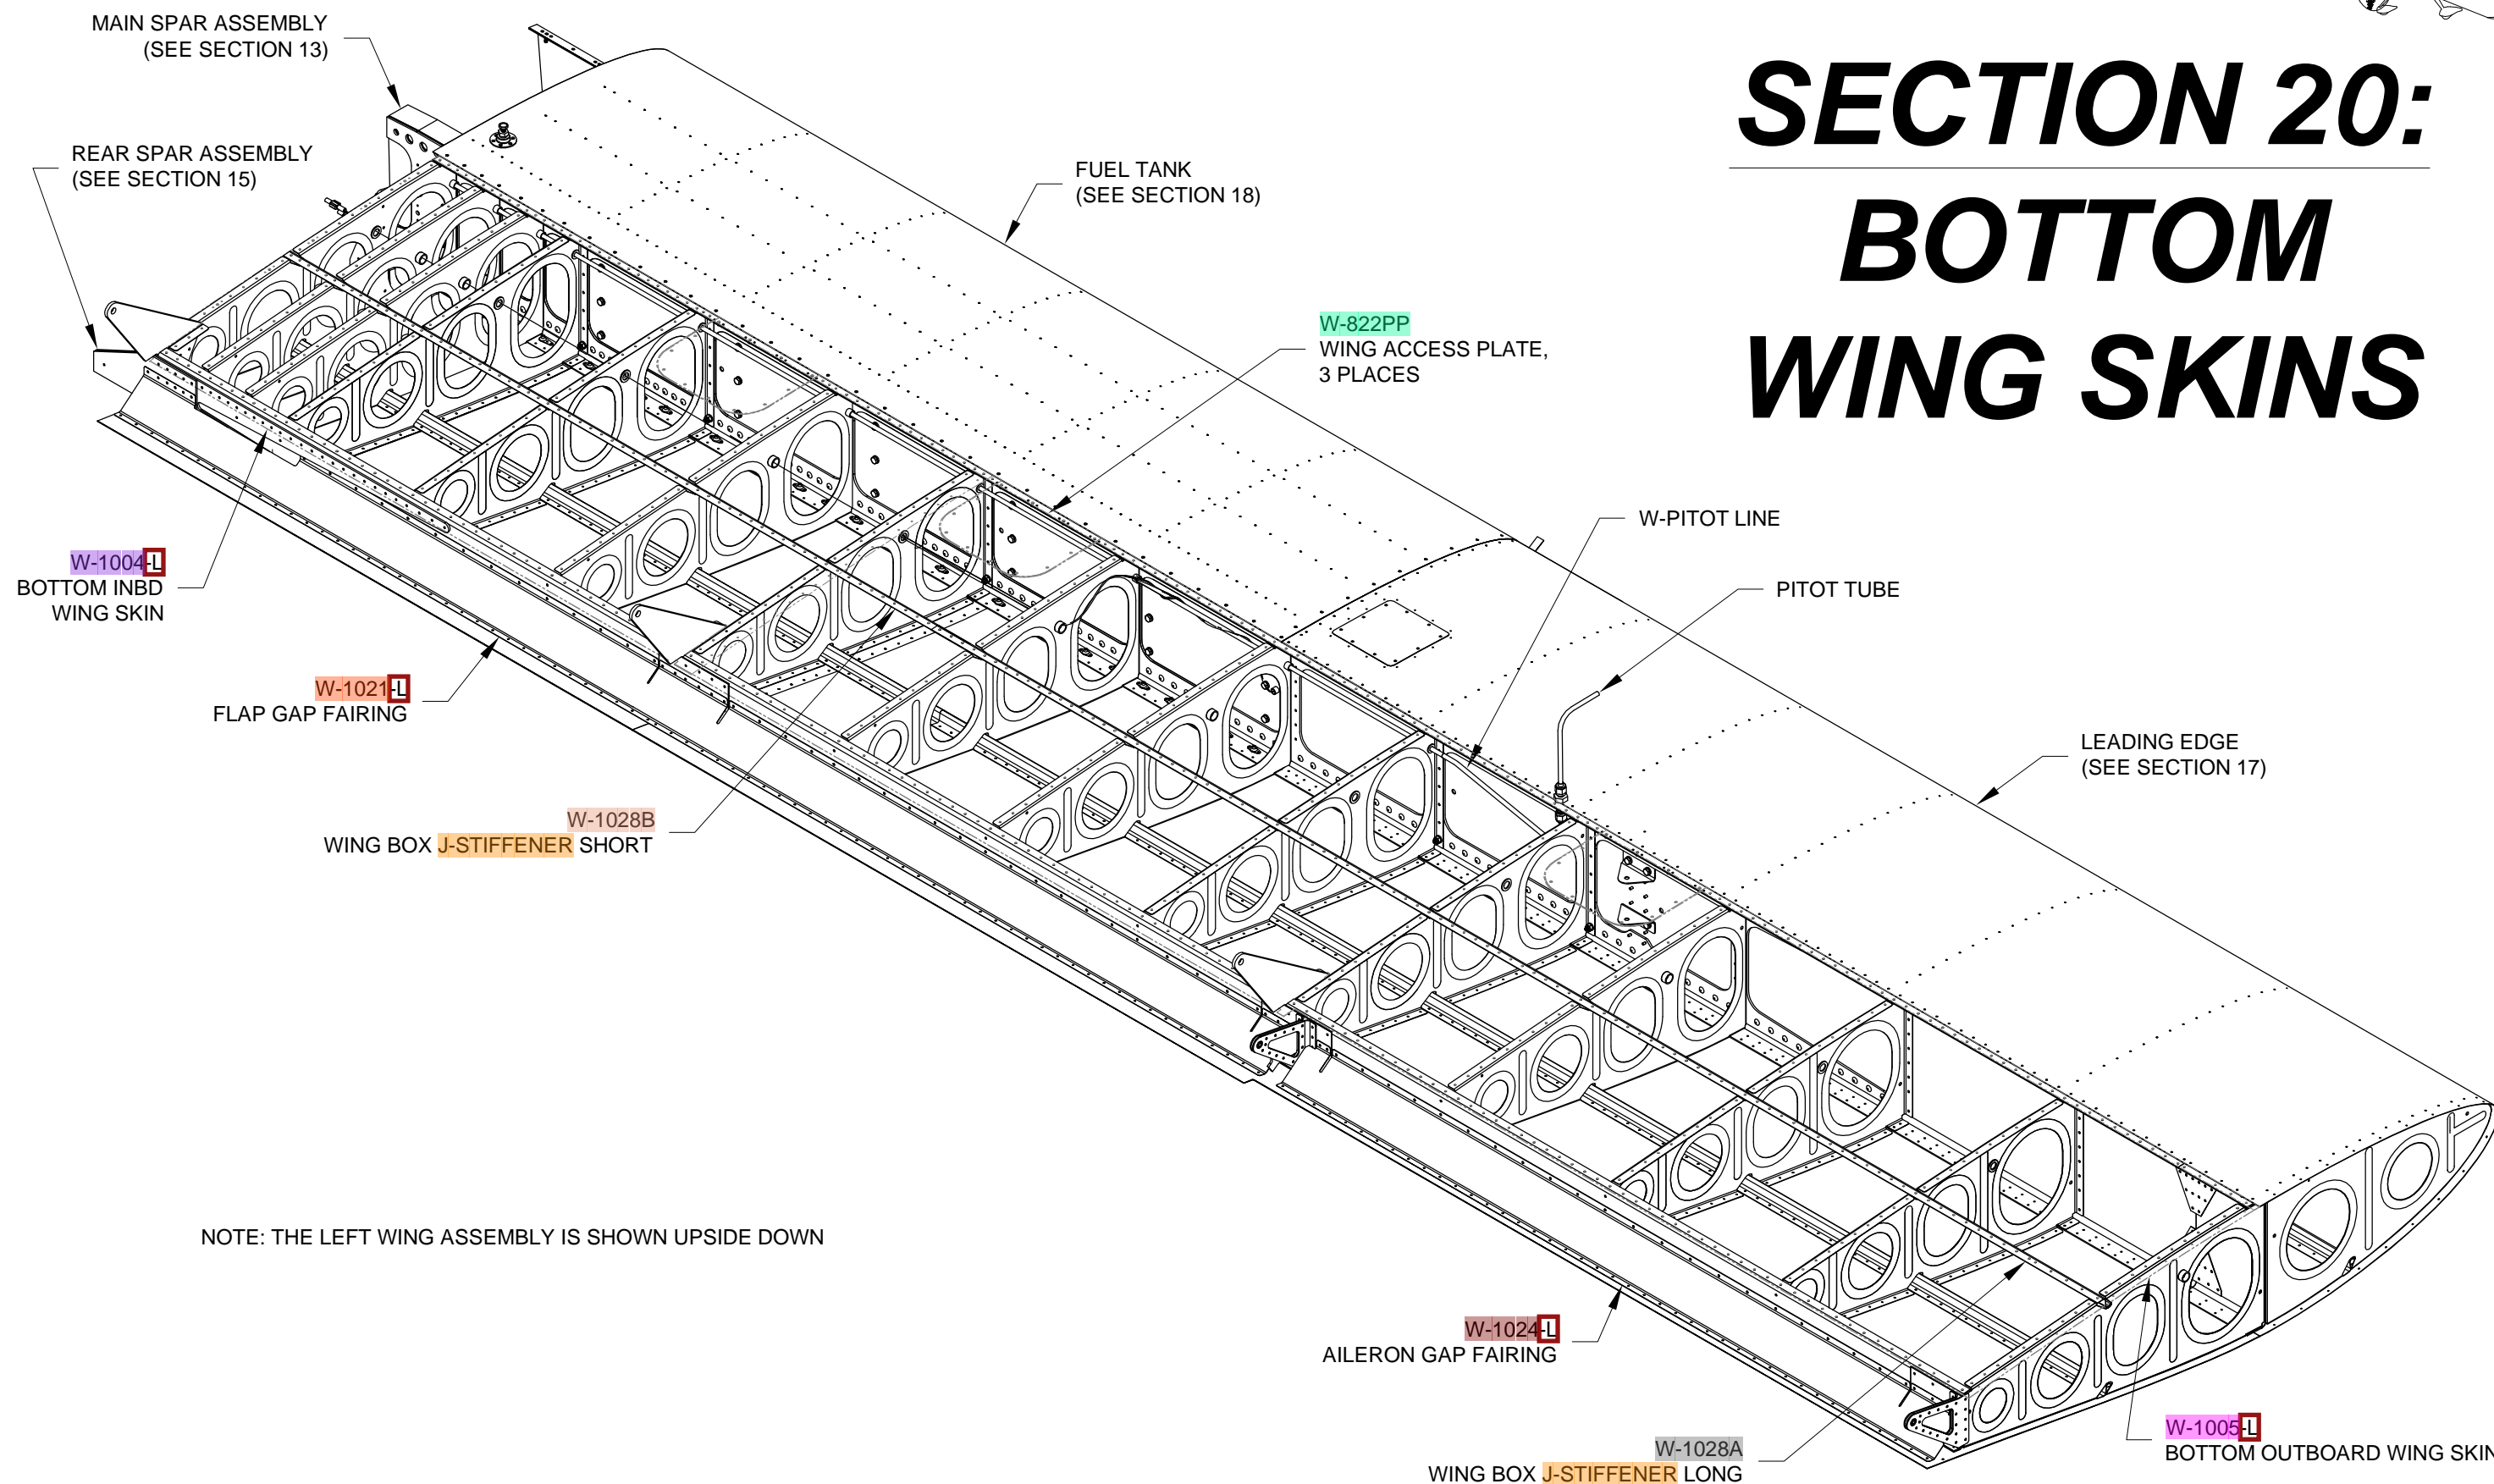 MAIN SPAR ASSEMBLY
(SEE SECTION 13)
SECTION 20:
BOTTOM
WING SKINS
REAR SPAR ASSEMBLY
(SEE SECTION 15)
FUEL TANK
(SEE SECTION 18)
W-822PP
WING ACCESS PLATE,
3 PLACES
W-PITOT LINE
W-1004-L
BOTTOM INBD
WING SKIN
PITOT TUBE
W-1021-L
FLAP GAP FAIRING
LEADING EDGE
(SEE SECTION 17)
W-1028B
WING BOX J-STIFFENER SHORT
NOTE: THE LEFT WING ASSEMBLY IS SHOWN UPSIDE DOWN
W-1024-L
AILERON GAP FAIRING
W-1005-L
BOTTOM OUTBOARD WING SKIN
W-1028A
WING BOX J-STIFFENER LONG